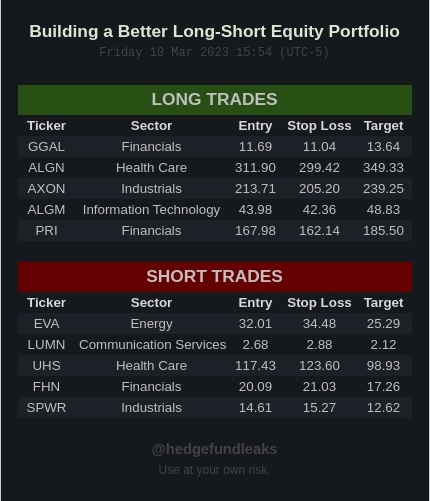 Building a Better Long-Short Equity Portfolio
Friday 10 Mar 2023 15:54 (UTC-5)
LONG TRADES
Ticker Sector Entry Stop Loss Target
GGAL Financials 11.69 11.04 13.64
ALGN Health Care 311.90 299.42 349.33
AXON Industrials 213.71 205.20 239.25
ALGM Information Technology 43.98 42.36 48.83
PRI Financials 167.98 162.14 185.50
SHORT TRADES
Ticker Sector Entry Stop Loss Target
EVA Energy 32.01 34.48 25.29
LUMN Communication Services 2.68 2.88 2.12
UHS Health Care 117.43 123.60 98.93
FHN Financials 20.09 21.03 17.26
SPWR Industrials 14.61 15.27 12.62
@hedgefundleaks
Use at your own risk.